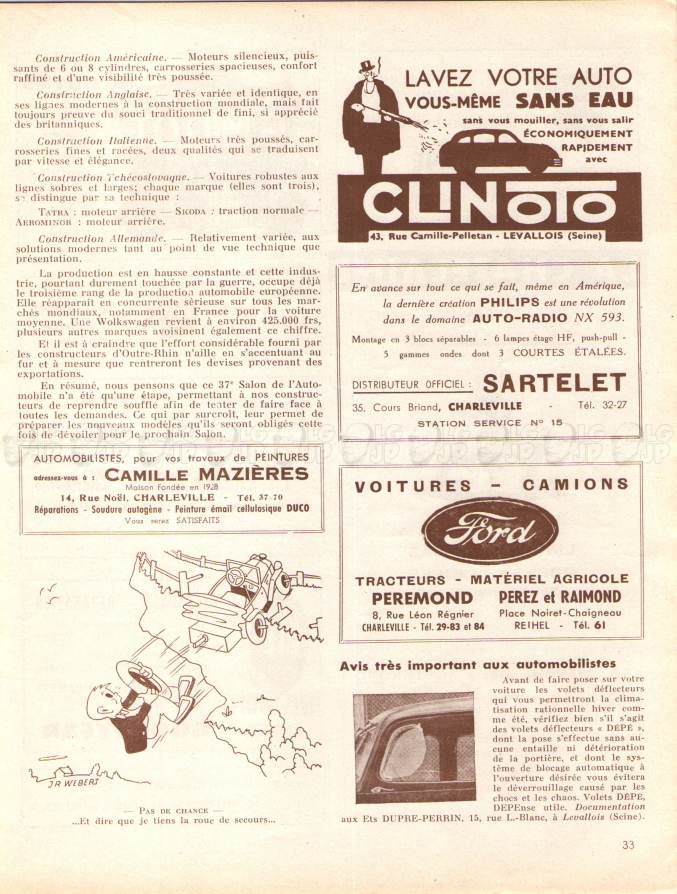 Construction Américaine. — Moteurs silencieux, puis-
sants de 6 ou 8 cylindres, carrosseries spacieuses, confort
raffiné et d'une visibilité très poussée.
Construction Anglaise. — Très variée et identique, en
ses lignes modernes à la construction mondiale, mais fait
toujours preuve du souci traditionnel de fini, si apprécié
des britanniques.
Construction Italienne. — Moteurs très poussés, car-
rosseries fines et racées, deux qualités qui se traduisent
par vitesse et élégance.
Construction Tchécoslovaque. — Voitures robustes aux
lignes sobres et larges; chaque marque (elles sont trois),
se distingue par sa technique :
TATRA : moteur arrière — SKODA : traction normale —
AEROMINOR : moteur arrière.
Construction Allemande. — Relativement variée, aux
solutions modernes tant au point de vue technique que
présentation.
La production est en hausse constante et cette indus-
trie, pourtant durement touchée par la guerre, occupe déjà
le troisième rang de la production automobile européenne.
Elle réapparait en concurrente sérieuse sur tous les mar-
chés mondiaux, notamment en France pour la voiture
moyenne. Une Wolkswagen revient à environ 425.000 frs,
plusieurs autres marques avoisinent également ce chiffre.
Et il est à craindre que l'effort considérable fourni par
les constructeurs d'Outre-Rhin n'aille en s'accentuant au
fur et à mesure que rentreront les devises provenant des
exportations.
En résumé, nous pensons que ce 37e Salon de l'Auto-
mobile n'a été qu'une étape, permettant à nos construc-
teurs de reprendre souffle afin de tenter de faire face à
toutes les demandes. Ce qui par surcroît, leur permet de
préparer les nouveaux modèles qu'ils seront obligés cette
fois de dévoiler pour le prochain Salon.
AUTOMOBILISTES, pour vos travaux de PEINTURES
adressez-vous à : CAMILLE MAZIÈRES
Maison Fondée en 1928
14, Rue Noël, CHARLEVILLE - Tél. 37-70
Réparations - Soudure autogène - Peinture émail cellulosique DUCO
Vous serez SATISFAITS
J R WEBERT
— PAS DE CHANCE —
...Et dire que je tiens la roue de secours...
LAVEZ VOTRE AUTO
VOUS-MÊME SANS EAU
sans vous mouiller, sans vous salir
ÉCONOMIQUEMENT
RAPIDEMENT
avec
CLINOTO
43, Rue Camille-Pelletan - LEVALLOIS (Seine)
En avance sur tout ce qui se fait, même en Amérique,
la dernière création PHILIPS est une révolution
dans le domaine AUTO-RADIO NX 593.
Montage en 3 blocs séparables - 6 lampes étage HF, push-pull -
5 gammes ondes dont 3 COURTES ÉTALÉES.
DISTRIBUTEUR OFFICIEL : SARTELET
35, Cours Briand, CHARLEVILLE - Tél. 32-27
STATION SERVICE N° 15
VOITURES - CAMIONS
Ford
TRACTEURS - MATÉRIEL AGRICOLE
PEREMOND PEREZ et RAIMOND
8, Rue Léon Régnier Place Noiret-Chaigneau
CHARLEVILLE - Tél. 29-83 et 84 RETHEL - Tél. 61
Avis très important aux automobilistes
Avant de faire poser sur votre
voiture les volets déflecteurs
qui vous permettront la clima-
tisation rationnelle hiver com-
me été, vérifiez bien s'il s'agit
des volets déflecteurs « DEPE »,
dont la pose s'effectue sans au-
cune entaille ni détérioration
de la portière, et dont le sys-
tème de blocage automatique à
l'ouverture désirée vous évitera
le déverrouillage causé par les
chocs et les chaos. Volets DEPE,
DEPEnse utile. Documentation
aux Ets DUPRE-PERRIN, 15, rue L.-Blanc, à Levallois (Seine).
33